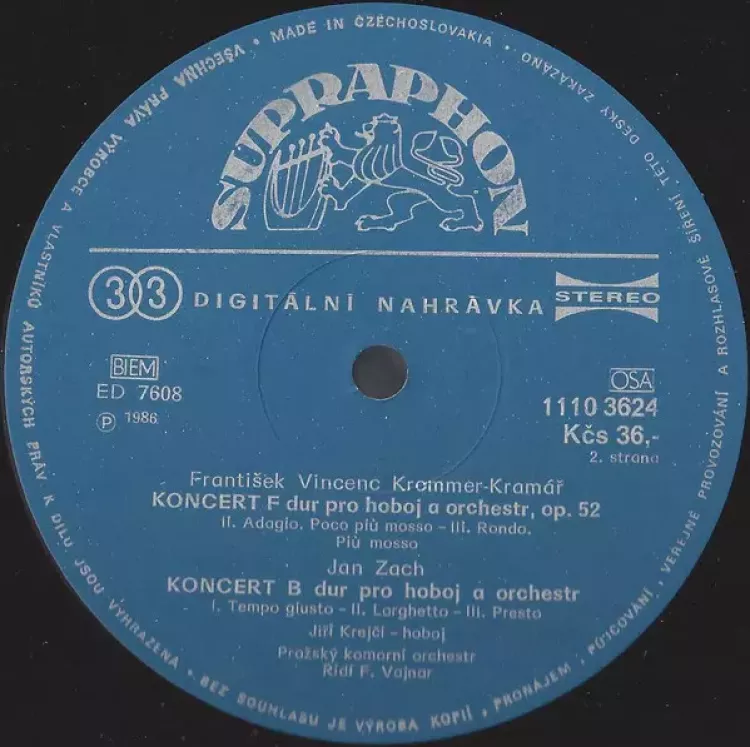 MADE IN CZECHOSLOVAKIA • VŠECHNA PRÁVA VÝROBCE A VLASTNÍKŮ AUTORSKÝCH PRÁV K DÍLU JSOU VYHRAZENA • BEZ SOUHLASU JE VÝROBA KOPIÍ, PRONÁJEM, PŮJČOVÁNÍ, VEŘEJNÉ PROVOZOVÁNÍ A ROZHLASOVÉ ŠÍŘENÍ TÉTO DESKY ZAKÁZÁNO •
SUPRAPHON
33 DIGITÁLNÍ NAHRÁVKA STEREO
BIEM
ED 7608
Ⓟ 1986
OSA
1110 3624
Kčs 36,-
2. strana
František Vincenc Krommer-Kramář
KONCERT F dur pro hoboj a orchestr, op. 52
II. Adagio. Poco più mosso – III. Rondo.
Più mosso
Jan Zach
KONCERT B dur pro hoboj a orchestr
I. Tempo giusto – II. Larghetto – III. Presto
Jiří Krejčí – hoboj
Pražský komorní orchestr
Řídí F. Vajnar